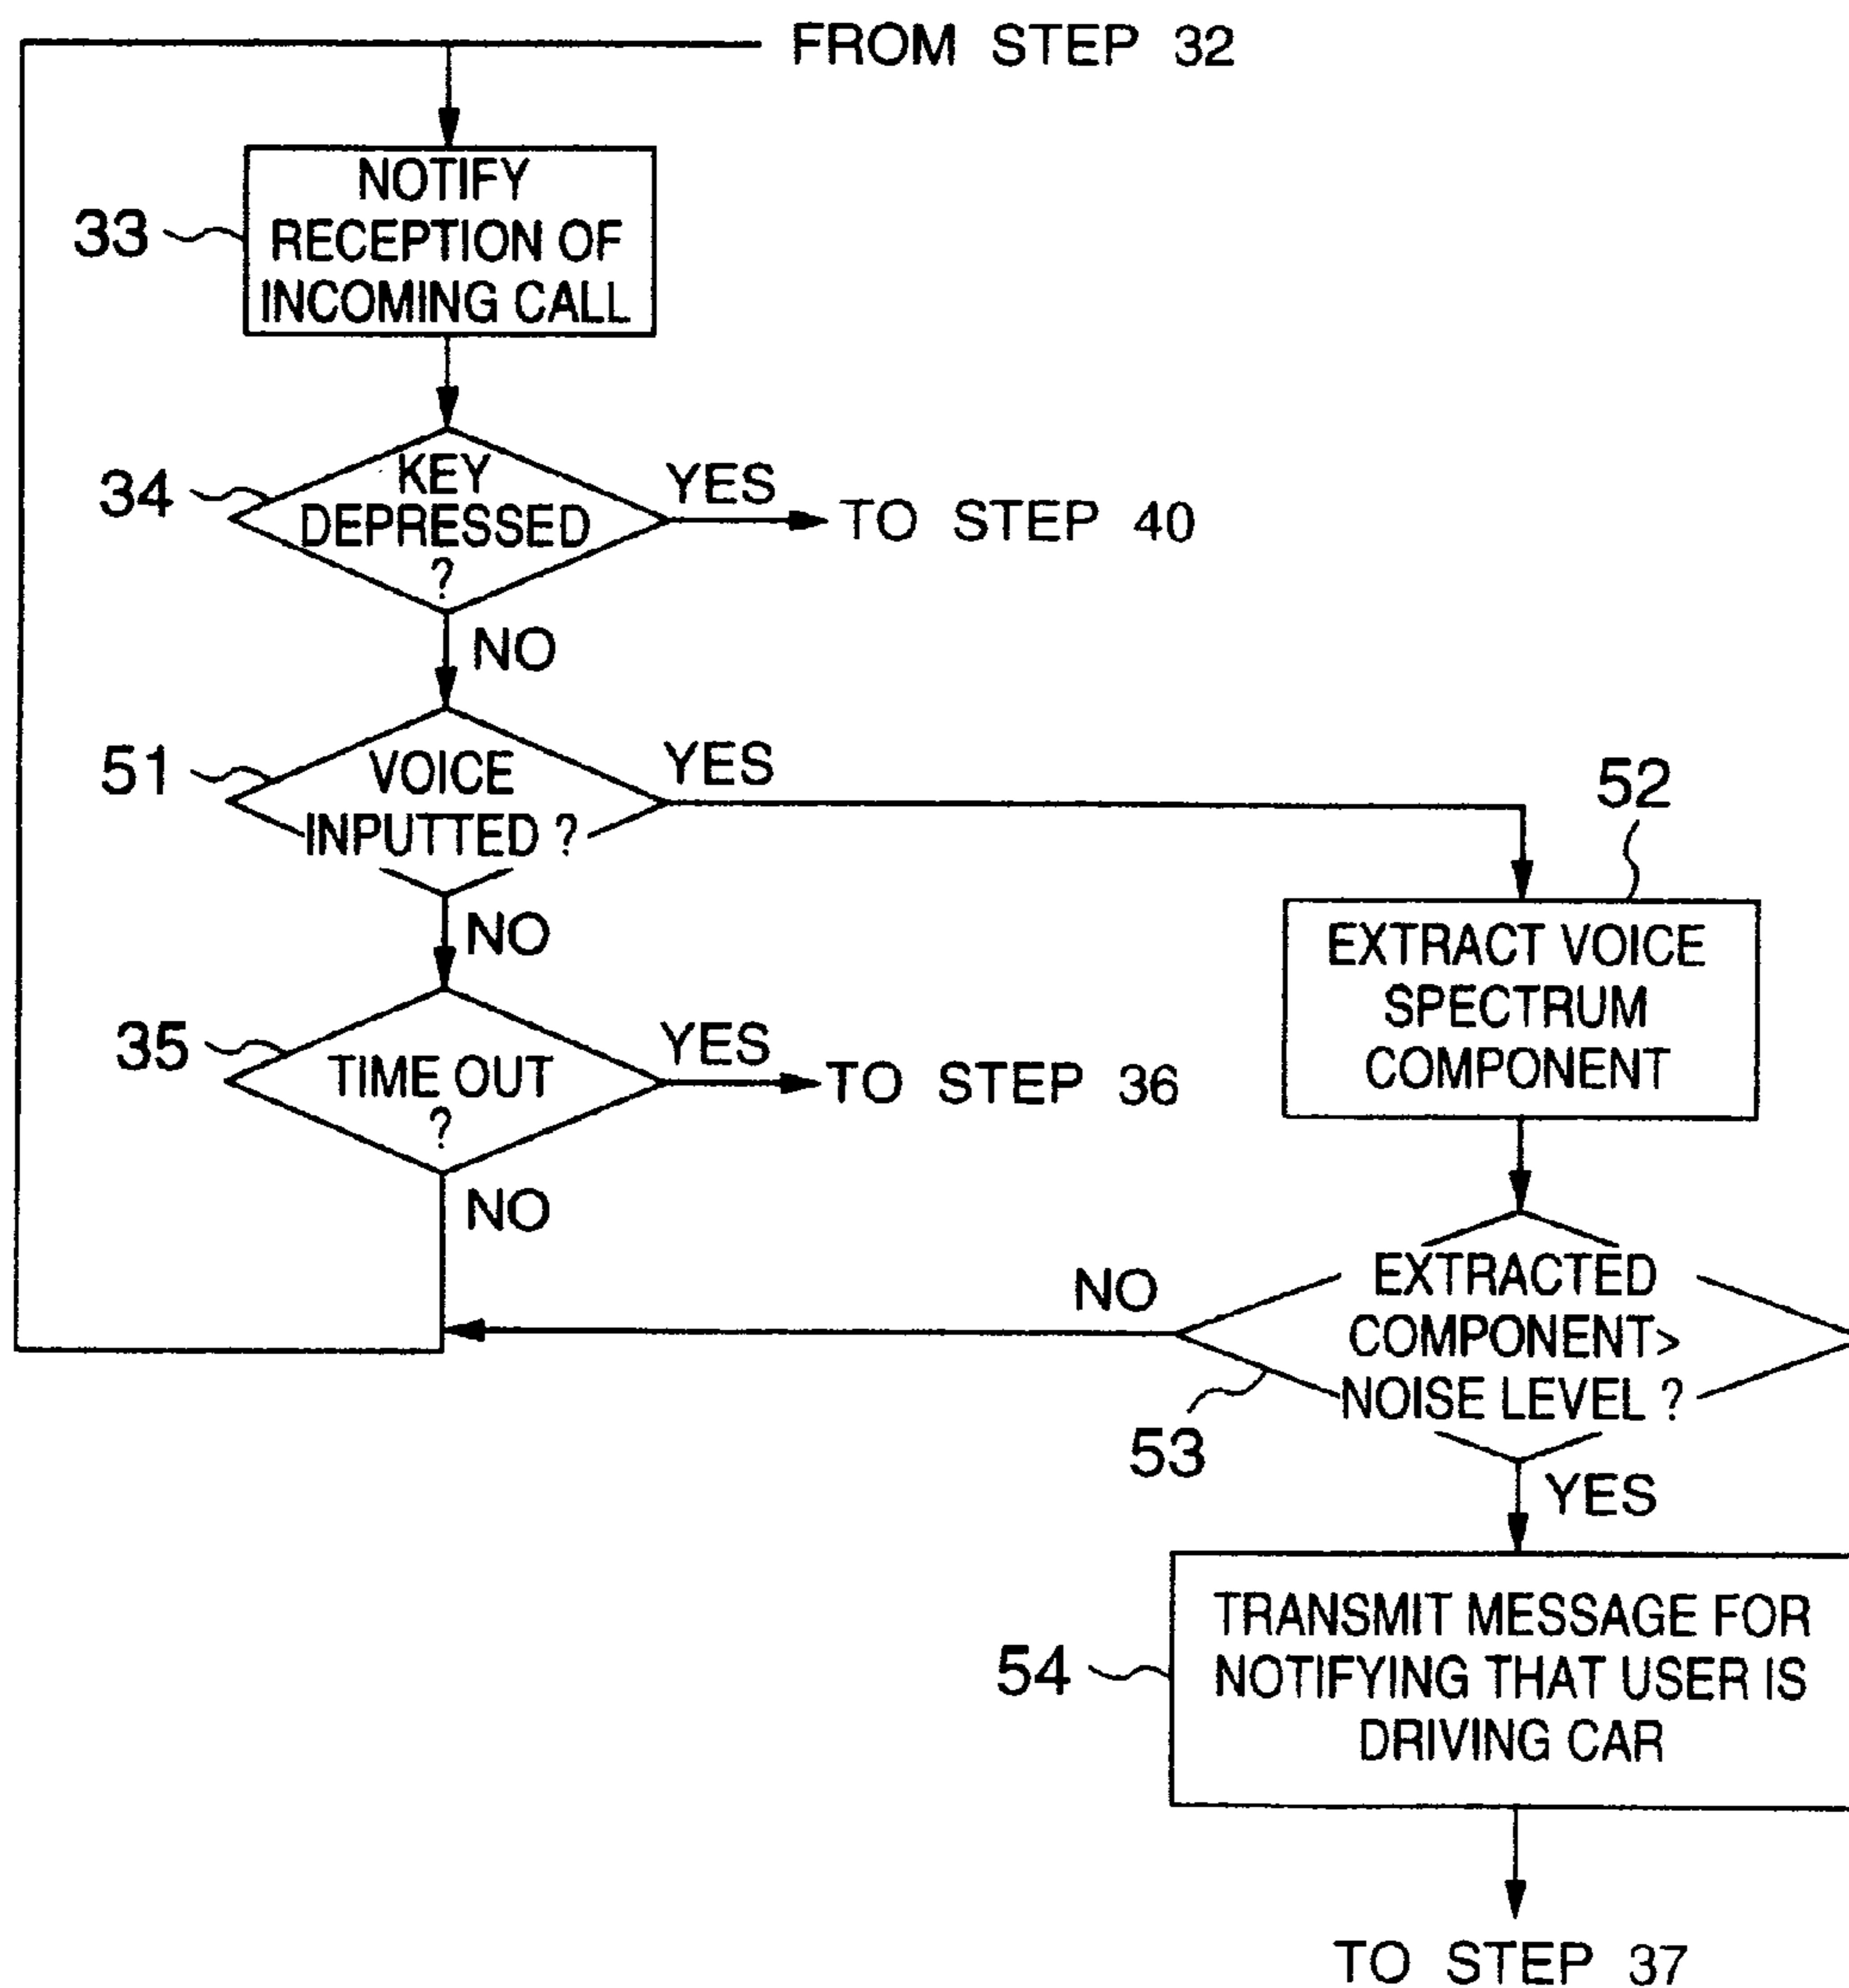 FROM STEP 32
33
NOTIFY
RECEPTION OF
INCOMING CALL
34
KEY
DEPRESSED
?
YES
TO STEP 40
NO
51
VOICE
INPUTTED ?
YES
NO
52
EXTRACT VOICE
SPECTRUM
COMPONENT
35
TIME OUT
?
YES
TO STEP 36
NO
EXTRACTED
COMPONENT>
NOISE LEVEL ?
NO
53
YES
54
TRANSMIT MESSAGE FOR
NOTIFYING THAT USER IS
DRIVING CAR
TO STEP 37